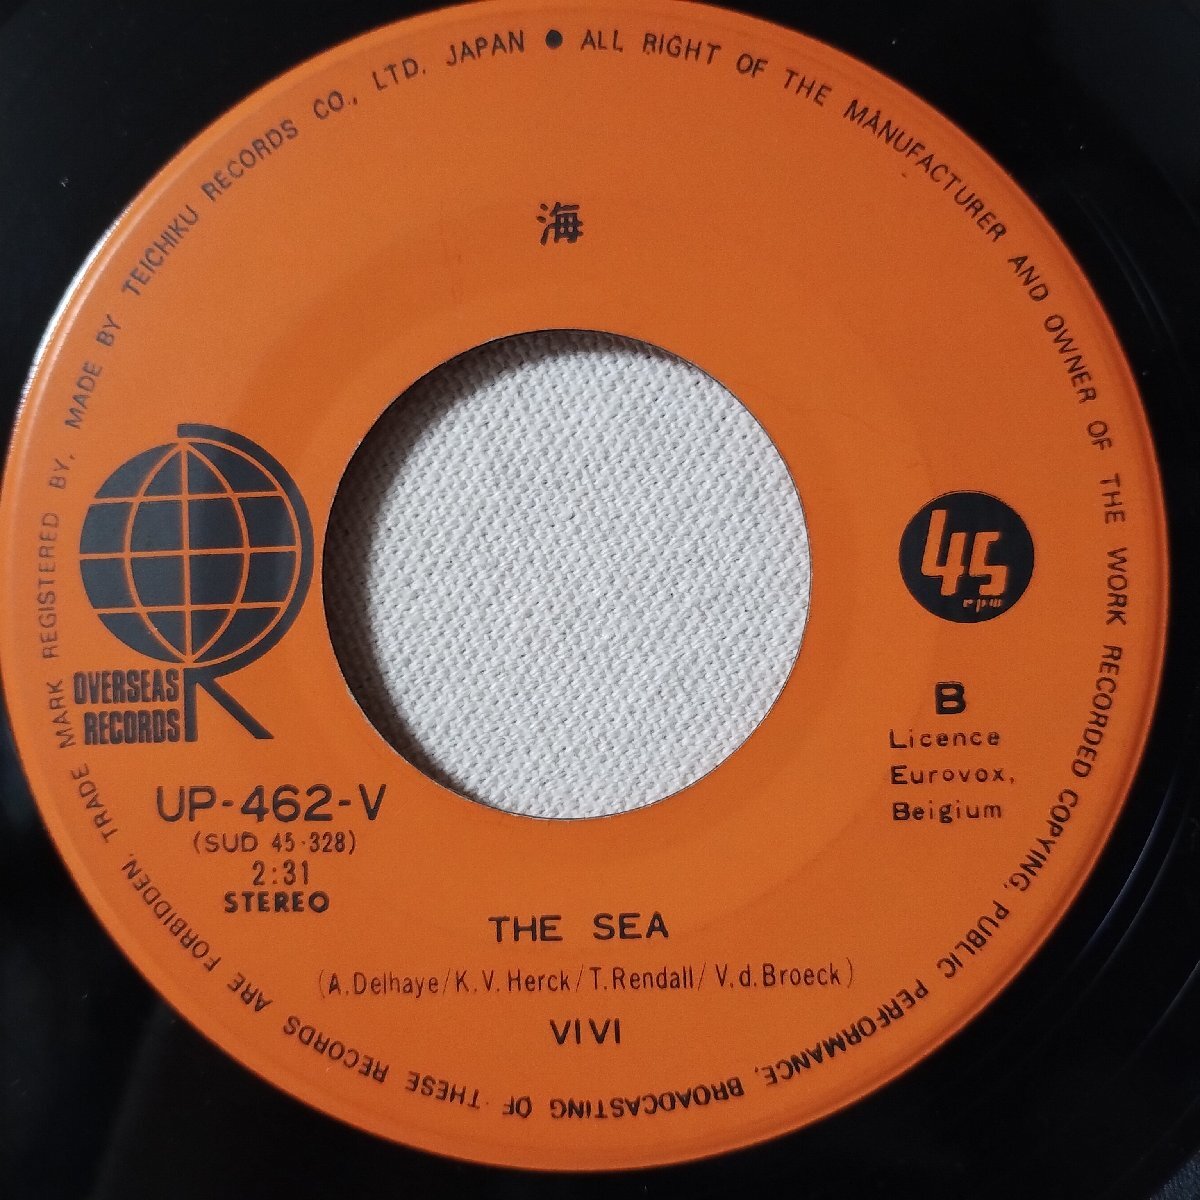 TRADE MARK REGISTERED BY, MADE BY TEICHIKU RECORDS CO., LTD. JAPAN ● ALL RIGHT OF THE MANUFACTURER AND OWNER OF THE WORK RECORDED COPYING, PUBLIC PERFORMANCE, BROADCASTING OF THESE RECORDS ARE FORBIDDEN,
海
45
rpm
OVERSEAS
RECORDS
B
Licence
Eurovox,
Beigium
UP-462-V
(SUD 45·328)
2:31
STEREO
THE SEA
(A.Delhaye/K.V.Herck/T.Rendall/V.d.Broeck)
VIVI